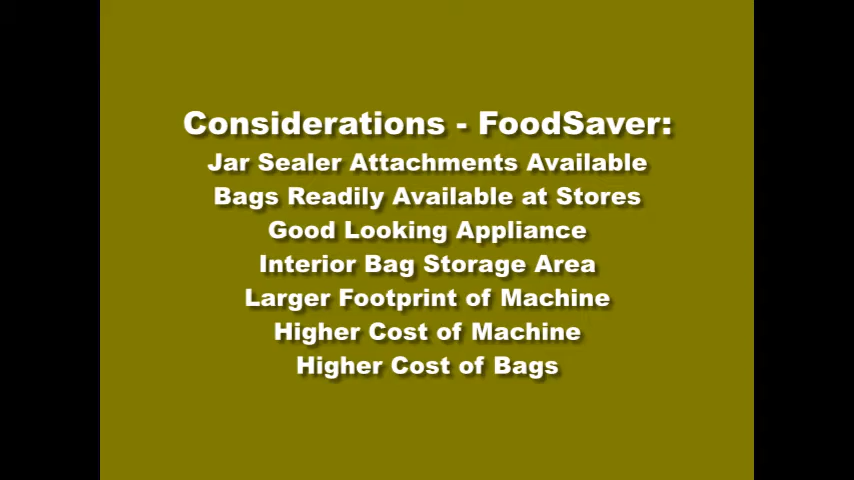 Considerations - FoodSaver:
Jar Sealer Attachments Available
Bags Readily Available at Stores
Good Looking Appliance
Interior Bag Storage Area
Larger Footprint of Machine
Higher Cost of Machine
Higher Cost of Bags